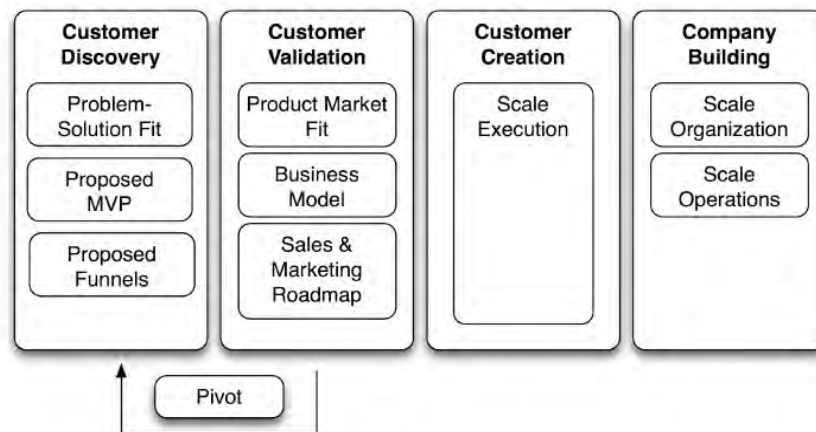 Customer
Discovery
Problem-
Solution Fit
Proposed
MVP
Proposed
Funnels
Customer
Validation
Product Market
Fit
Business
Model
Sales &
Marketing
Roadmap
Customer
Creation
Scale
Execution
Company
Building
Scale
Organization
Scale
Operations
Pivot